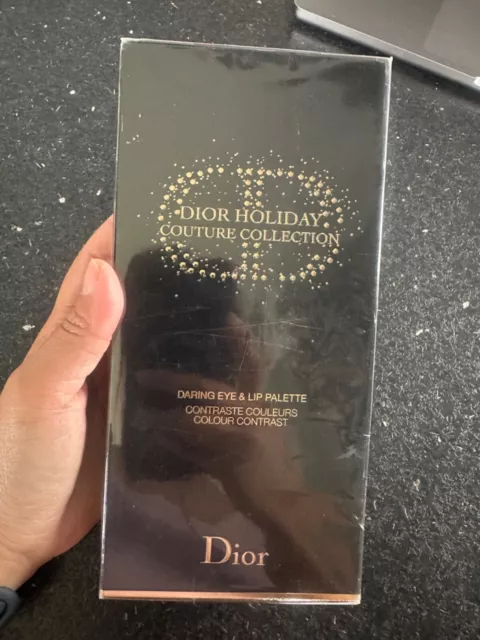 DIOR HOLIDAY
COUTURE COLLECTION
DARING EYE & LIP PALETTE
CONTRASTE COULEURS
COLOUR CONTRAST
Dior